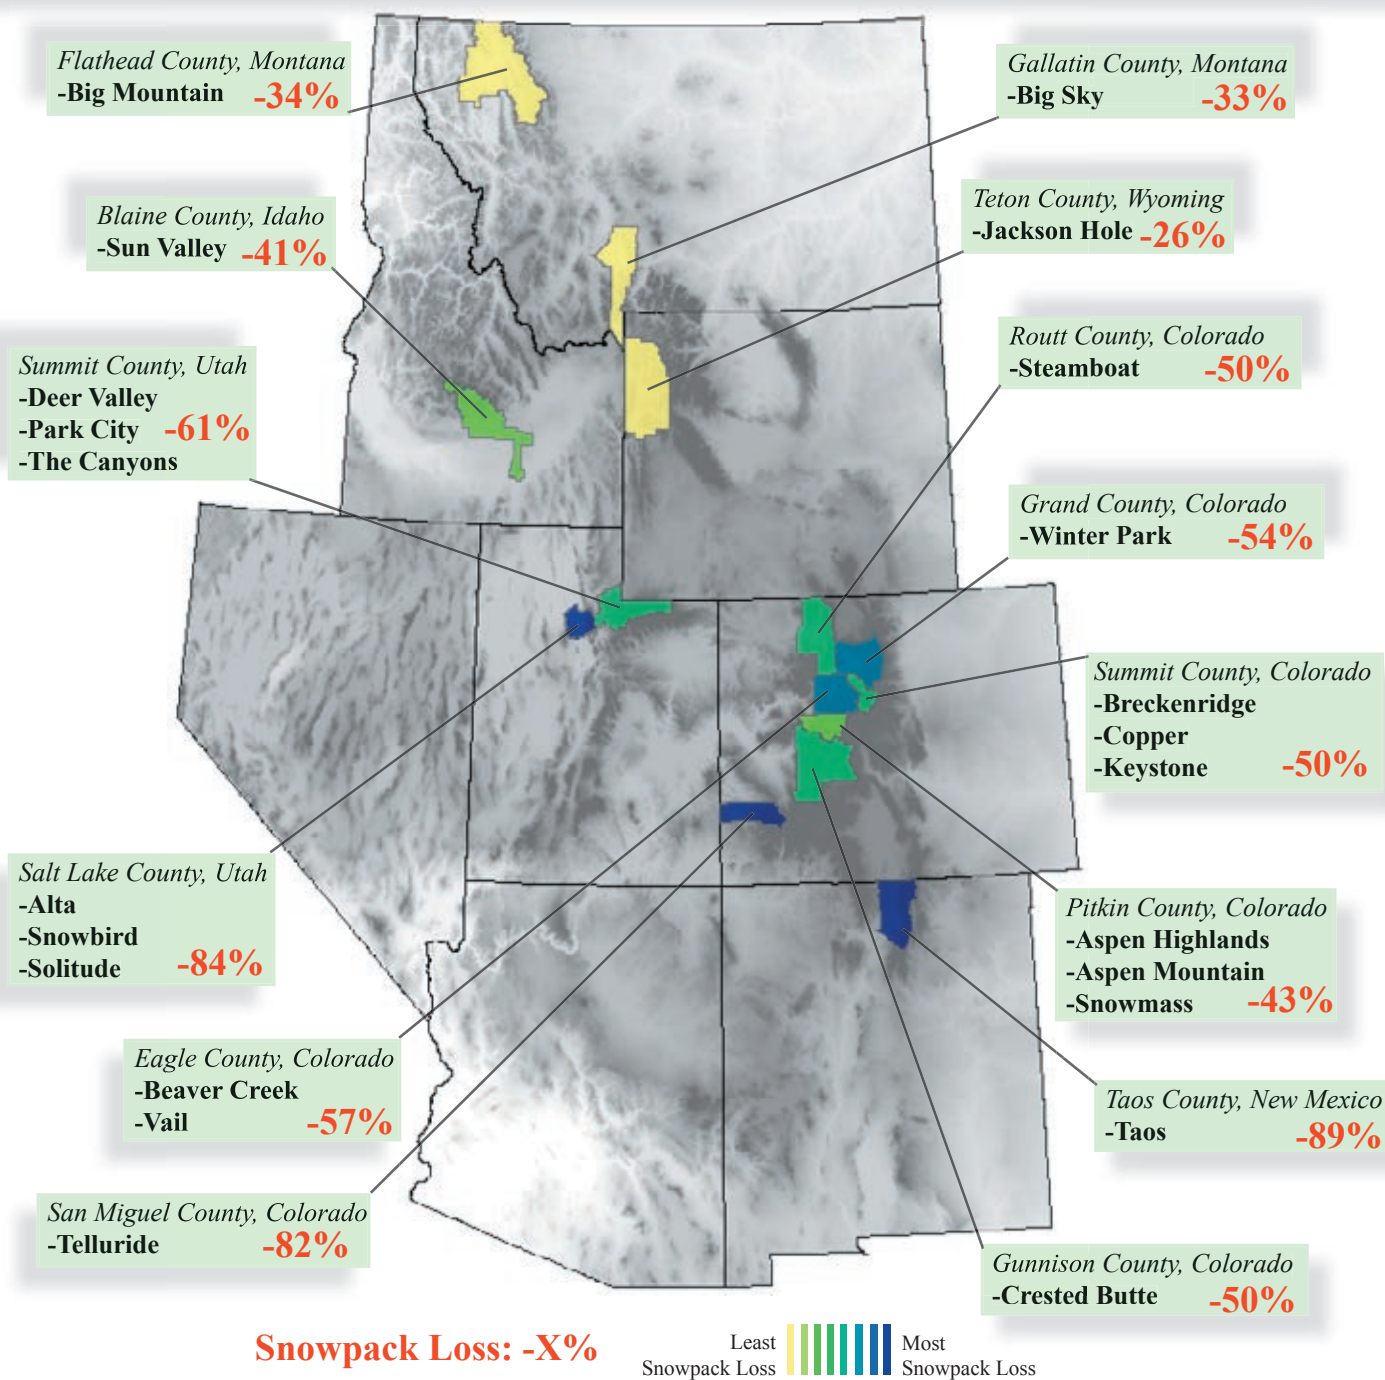 Flathead County, Montana
-Big Mountain -34%
Gallatin County, Montana
-Big Sky -33%
Blaine County, Idaho
-Sun Valley -41%
Teton County, Wyoming
-Jackson Hole -26%
Summit County, Utah
-Deer Valley
-Park City -61%
-The Canyons
Routt County, Colorado
-Steamboat -50%
Grand County, Colorado
-Winter Park -54%
Summit County, Colorado
-Breckenridge
-Copper
-Keystone -50%
Salt Lake County, Utah
-Alta
-Snowbird
-Solitude -84%
Pitkin County, Colorado
-Aspen Highlands
-Aspen Mountain
-Snowmass -43%
Eagle County, Colorado
-Beaver Creek
-Vail -57%
Taos County, New Mexico
-Taos -89%
San Miguel County, Colorado
-Telluride -82%
Gunnison County, Colorado
-Crested Butte -50%
Snowpack Loss: -X%
Least
Snowpack Loss
Most
Snowpack Loss